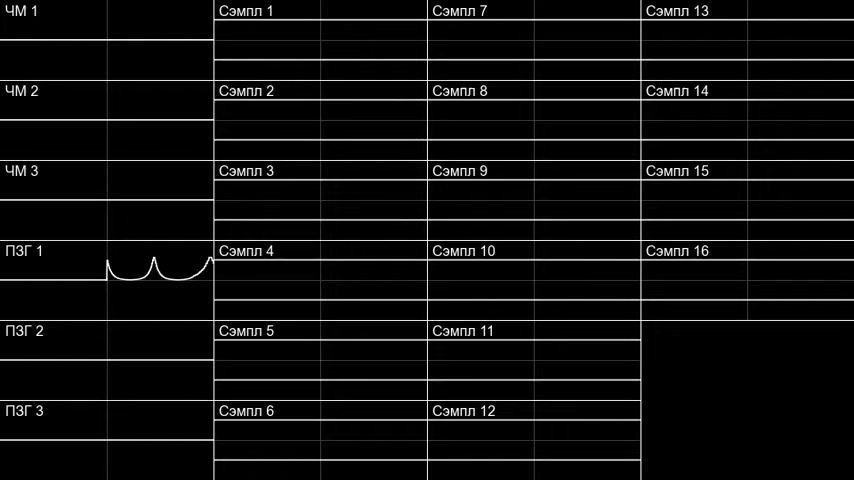 ЧМ 1
ЧМ 2
ЧМ 3
ПЗГ 1
ПЗГ 2
ПЗГ 3
Сэмпл 1
Сэмпл 2
Сэмпл 3
Сэмпл 4
Сэмпл 5
Сэмпл 6
Сэмпл 7
Сэмпл 8
Сэмпл 9
Сэмпл 10
Сэмпл 11
Сэмпл 12
Сэмпл 13
Сэмпл 14
Сэмпл 15
Сэмпл 16